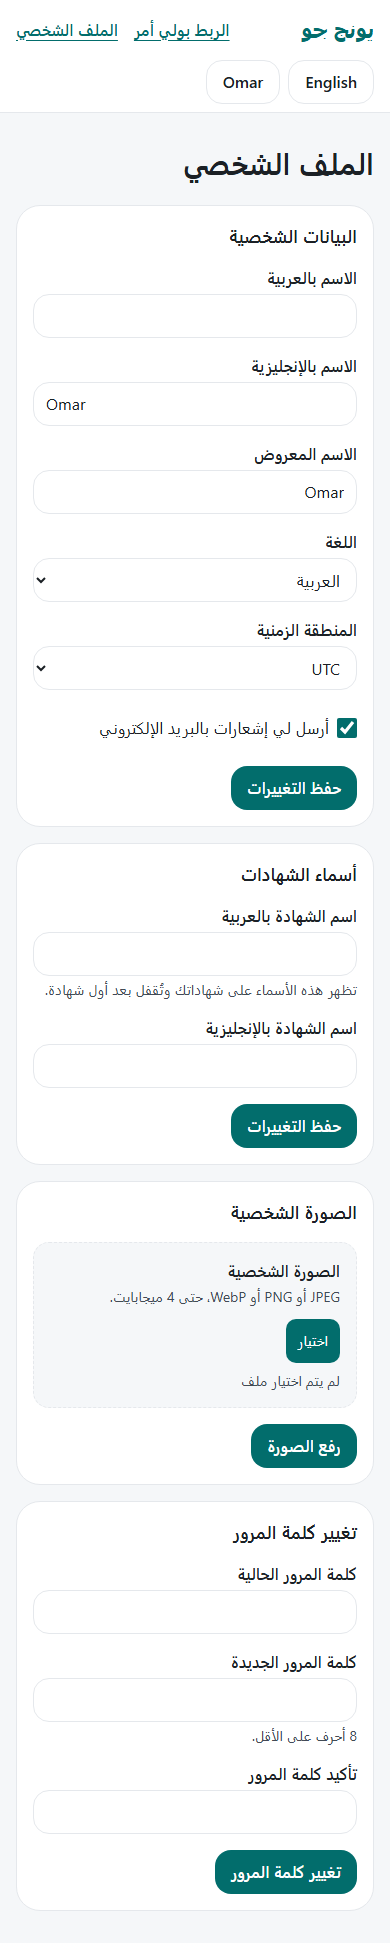 يونج جو
الربط بولي أمر
الملف الشخصي
English
Omar
الملف الشخصي
البيانات الشخصية
الاسم بالعربية
الاسم بالإنجليزية
Omar
الاسم المعروض
Omar
اللغة
العربية
المنطقة الزمنية
UTC
أرسل لي إشعارات بالبريد الإلكتروني
حفظ التغييرات
أسماء الشهادات
اسم الشهادة بالعربية
تظهر هذه الأسماء على شهاداتك وتُقفل بعد أول شهادة.
اسم الشهادة بالإنجليزية
حفظ التغييرات
الصورة الشخصية
الصورة الشخصية
JPEG أو PNG أو WebP، حتى 4 ميجابايت.
اختيار
لم يتم اختيار ملف
رفع الصورة
تغيير كلمة المرور
كلمة المرور الحالية
كلمة المرور الجديدة
8 أحرف على الأقل.
تأكيد كلمة المرور
تغيير كلمة المرور